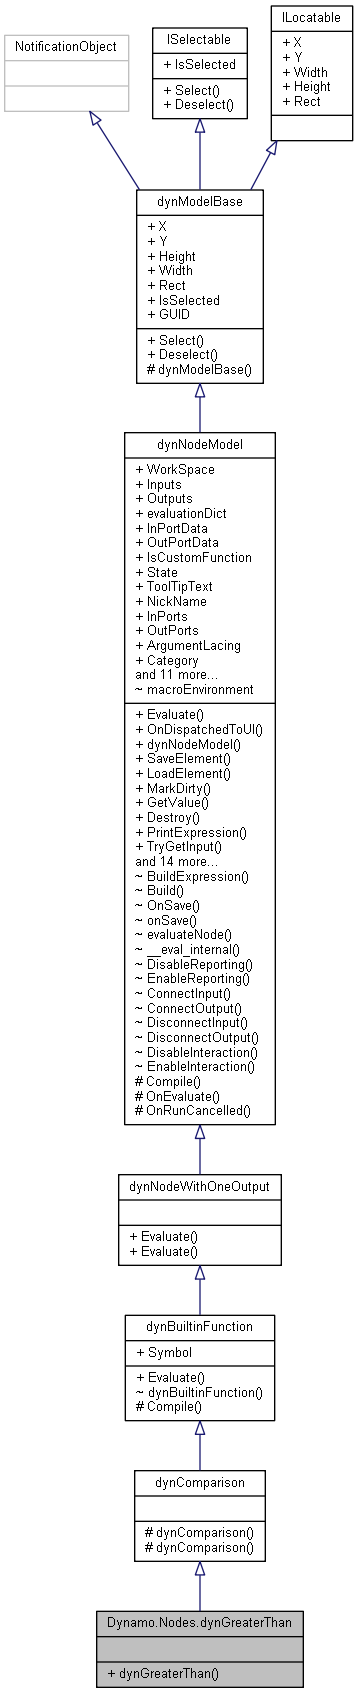 NotificationObject
ISelectable
+ IsSelected
+ Select()
+ Deselect()
ILocatable
+ X
+ Y
+ Width
+ Height
+ Rect
dynModelBase
+ X
+ Y
+ Height
+ Width
+ Rect
+ IsSelected
+ GUID
+ Select()
+ Deselect()
# dynModelBase()
dynNodeModel
+ WorkSpace
+ Inputs
+ Outputs
+ evaluationDict
+ InPortData
+ OutPortData
+ IsCustomFunction
+ State
+ ToolTipText
+ NickName
+ InPorts
+ OutPorts
+ ArgumentLacing
+ Category
and 11 more...
~ macroEnvironment
+ Evaluate()
+ OnDispatchedToUI()
+ dynNodeModel()
+ SaveElement()
+ LoadElement()
+ MarkDirty()
+ GetValue()
+ Destroy()
+ PrintExpression()
+ TryGetInput()
and 14 more...
~ BuildExpression()
~ Build()
~ OnSave()
~ onSave()
~ evaluateNode()
~ __eval_internal()
~ DisableReporting()
~ EnableReporting()
~ ConnectInput()
~ ConnectOutput()
~ DisconnectInput()
~ DisconnectOutput()
~ DisableInteraction()
~ EnableInteraction()
# Compile()
# OnEvaluate()
# OnRunCancelled()
dynNodeWithOneOutput
+ Evaluate()
+ Evaluate()
dynBuiltinFunction
+ Symbol
+ Evaluate()
~ dynBuiltinFunction()
# Compile()
dynComparison
# dynComparison()
# dynComparison()
Dynamo.Nodes.dynGreaterThan
+ dynGreaterThan()